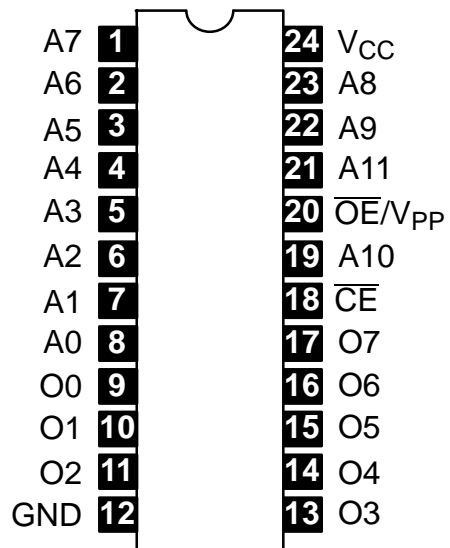 A7 1 24 VCC
A6 2 23 A8
A5 3 22 A9
A4 4 21 A11
A3 5 20 O̅E̅/VPP
A2 6 19 A10
A1 7 18 C̅E̅
A0 8 17 O7
O0 9 16 O6
O1 10 15 O5
O2 11 14 O4
GND 12 13 O3